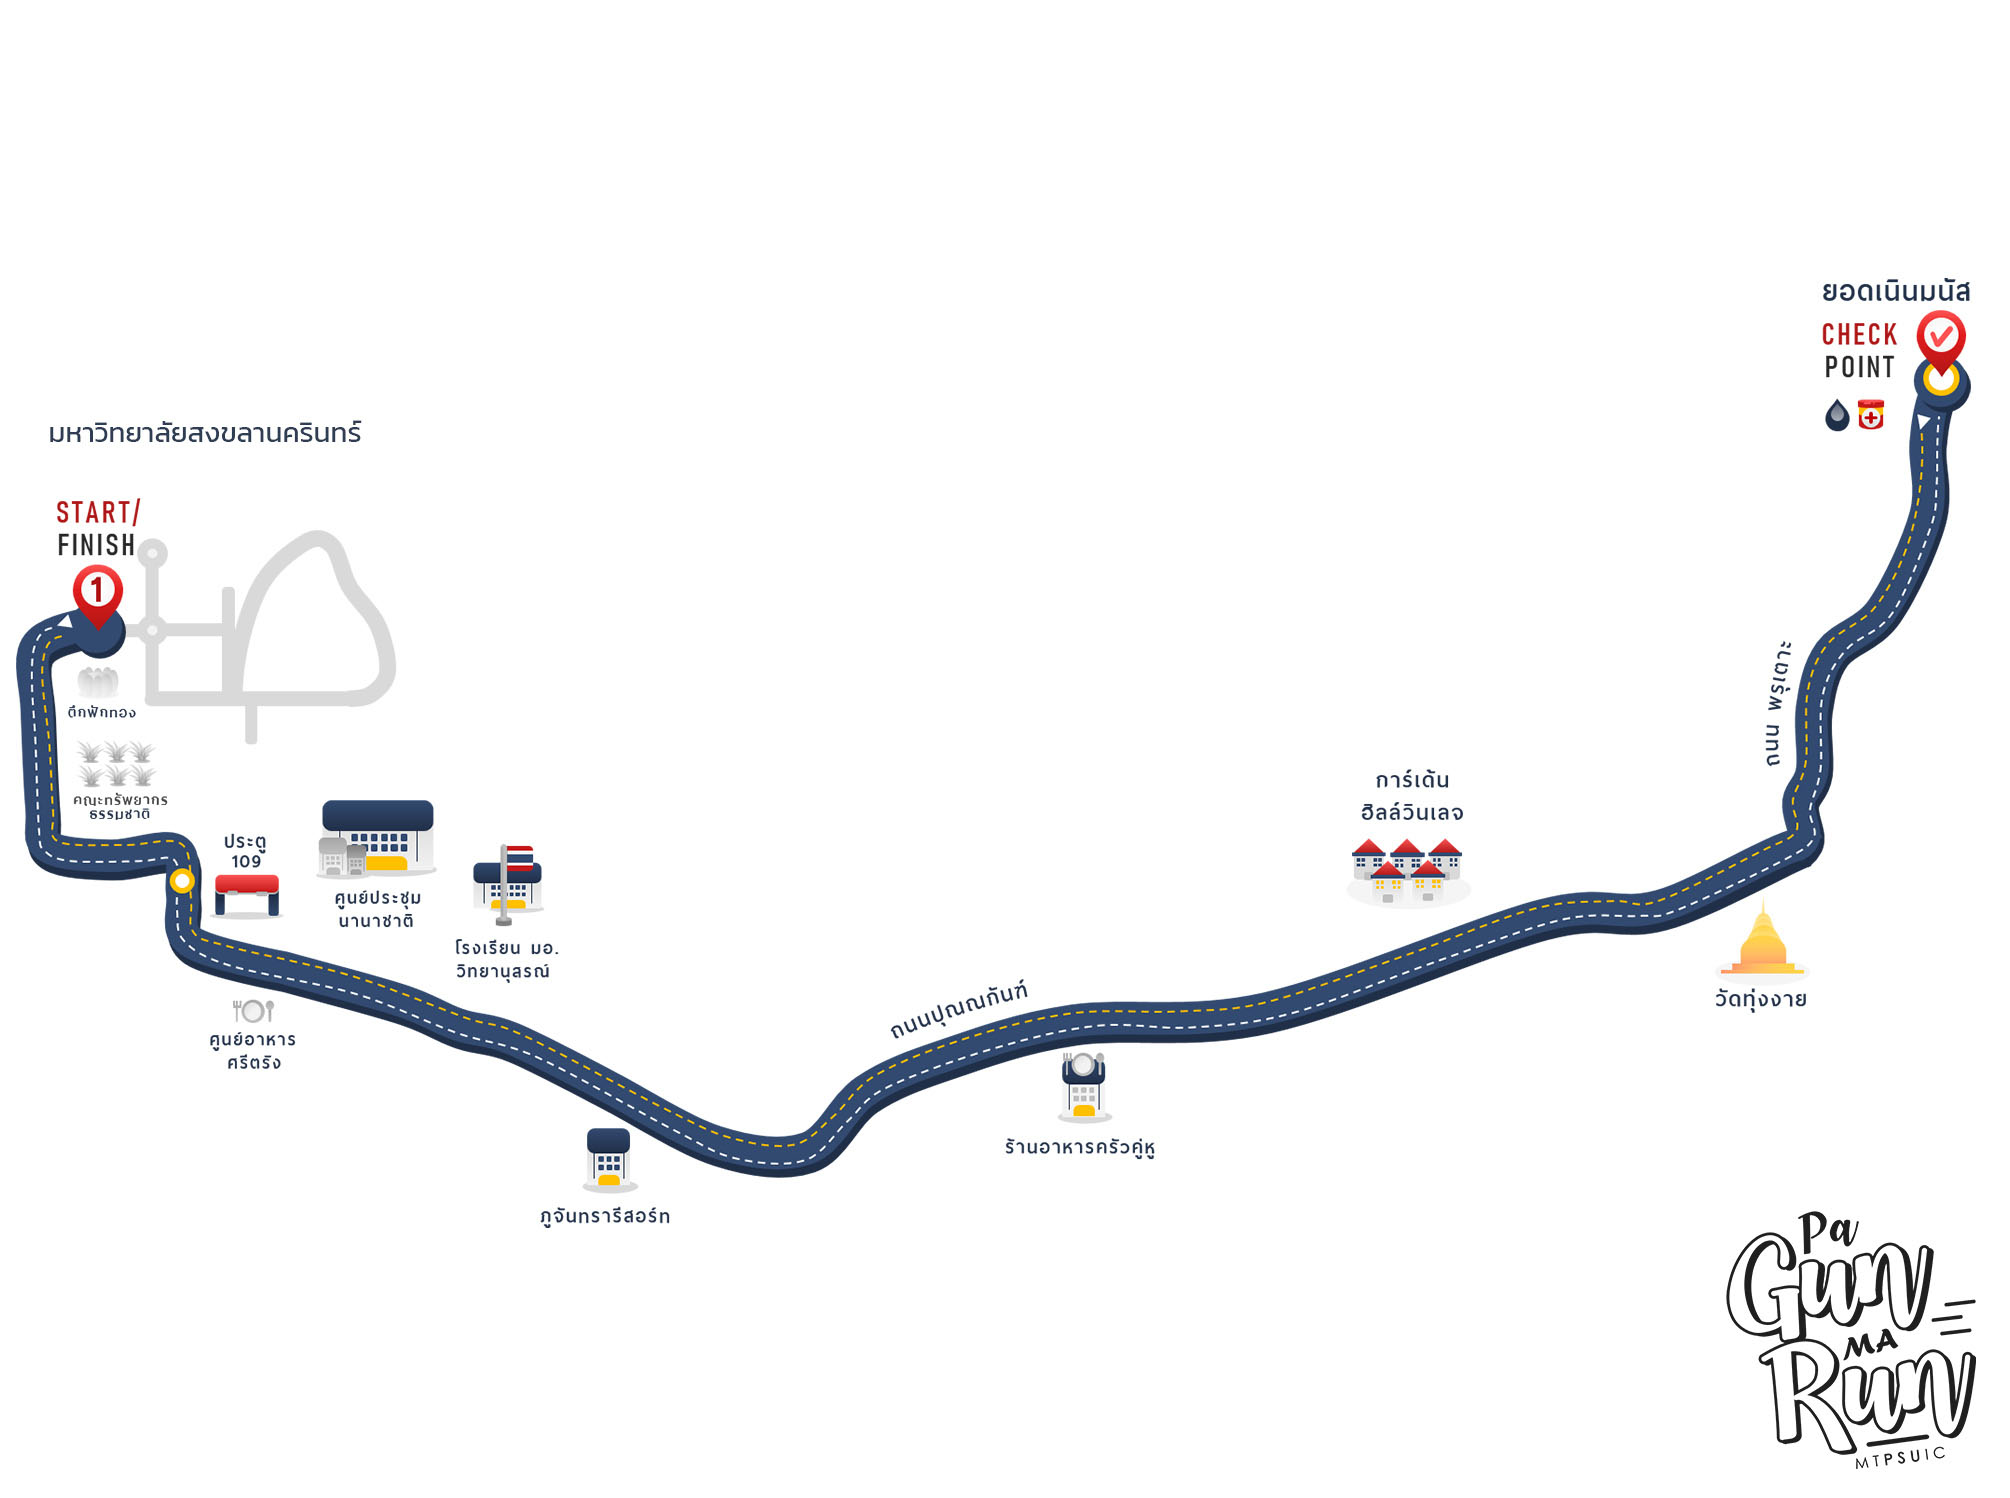 ยอดเนินมนัส
CHECK
POINT
มหาวิทยาลัยสงขลานครินทร์
START/
FINISH
1
ตึกฟักทอง
คณะทรัพยากร
ธรรมชาติ
ประตู
109
ศูนย์ประชุม
นานาชาติ
โรงเรียน มอ.
วิทยานุสรณ์
ศูนย์อาหาร
ศรีตรัง
ภูจันทรารีสอร์ท
ถนนปุณณกันฑ์
ร้านอาหารครัวคู่หู
การ์เด้น
ฮิลล์วินเลจ
ถนน พรุเตาะ
วัดทุ่งงาย
Pa
Gun
MA
Run
MTPSUIC